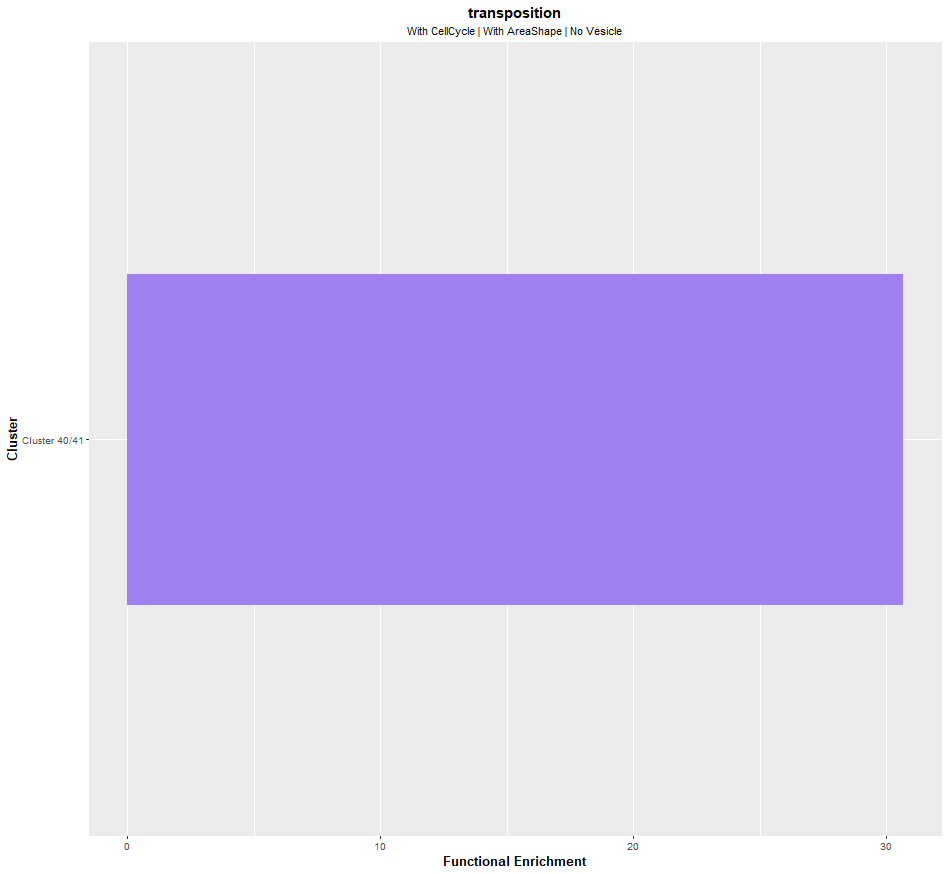 transposition
With CellCycle | With AreaShape | No Vesicle
Cluster
Cluster 40/41
0 10 20 30
Functional Enrichment